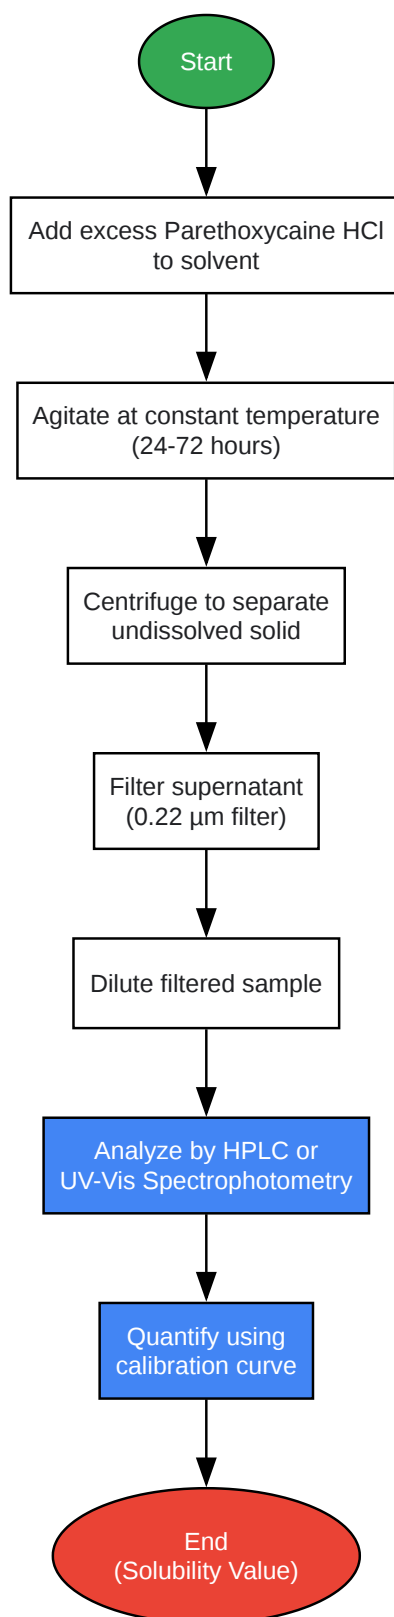 Start
Add excess Parethoxycaine HCl
to solvent
Agitate at constant temperature
(24-72 hours)
Centrifuge to separate
undissolved solid
Filter supernatant
(0.22 µm filter)
Dilute filtered sample
Analyze by HPLC or
UV-Vis Spectrophotometry
Quantify using
calibration curve
End
(Solubility Value)